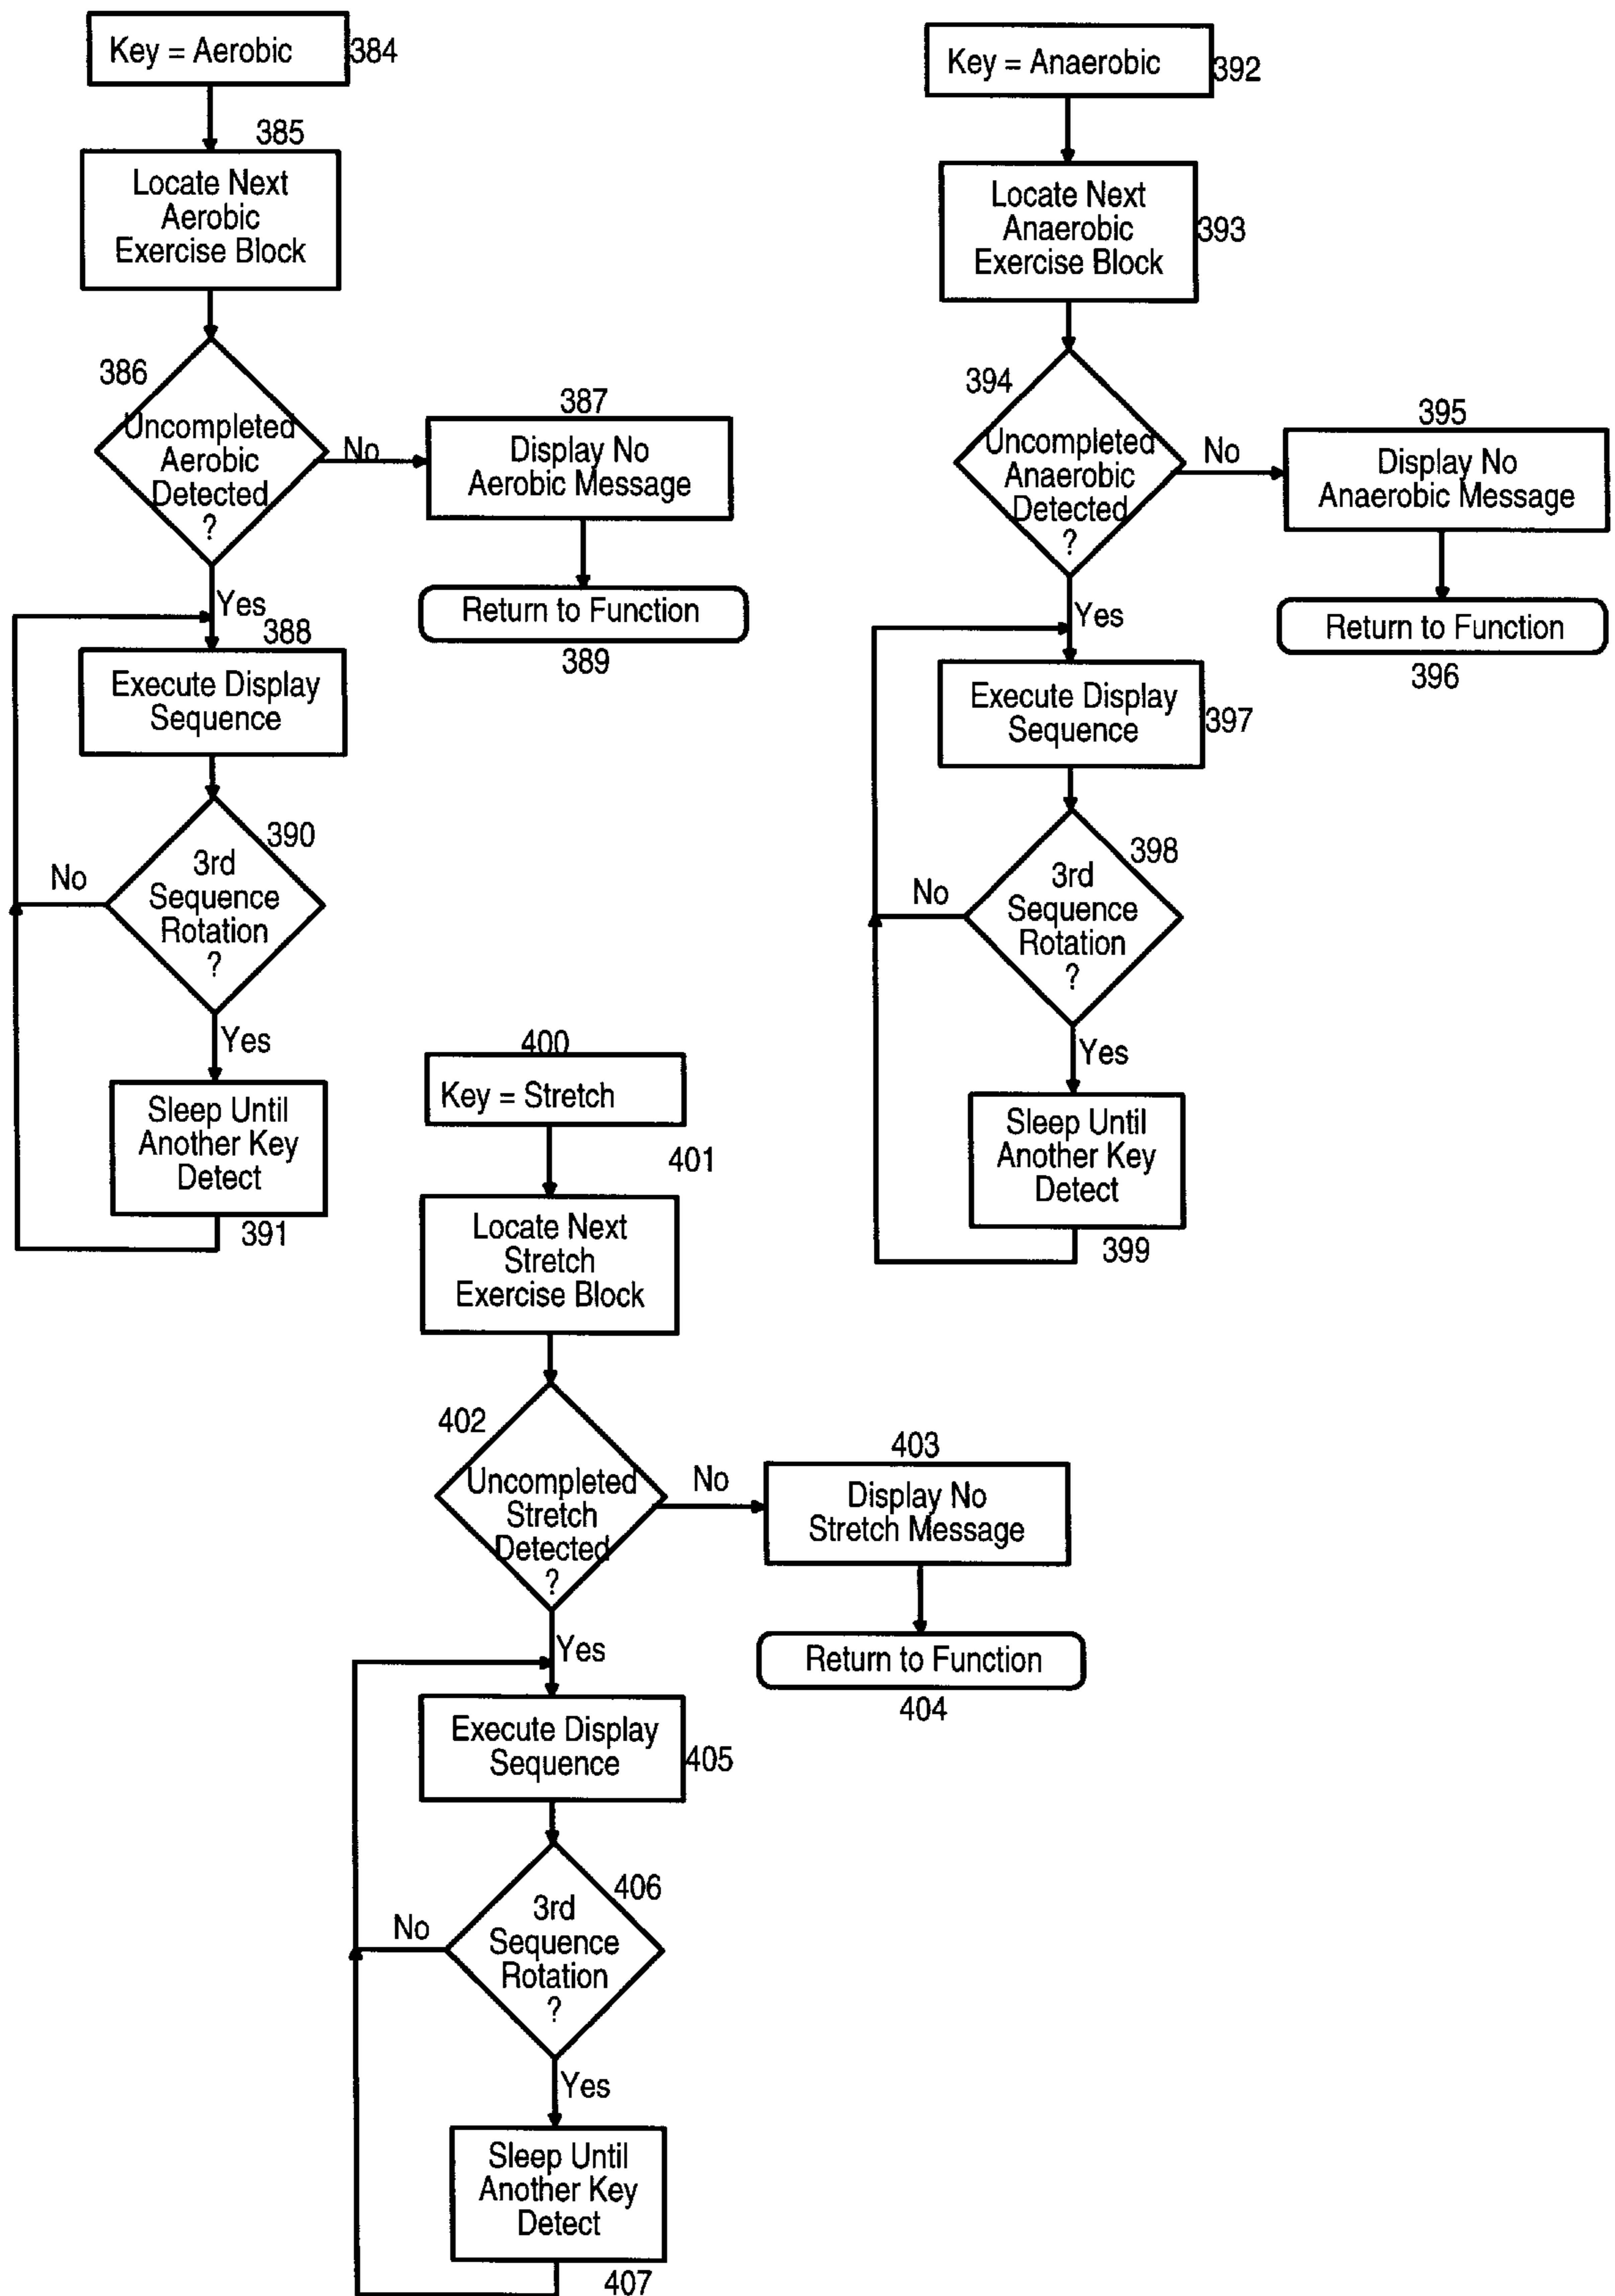 Key = Aerobic
384
385
Locate Next
Aerobic
Exercise Block
386
Uncompleted
Aerobic
Detected
?
No
387
Display No
Aerobic Message
Return to Function
389
Yes
388
Execute Display
Sequence
390
3rd
Sequence
Rotation
?
No
Yes
Sleep Until
Another Key
Detect
391
Key = Anaerobic
392
Locate Next
Anaerobic
Exercise Block
393
394
Uncompleted
Anaerobic
Detected
?
No
395
Display No
Anaerobic Message
Return to Function
396
Yes
Execute Display
Sequence
397
398
3rd
Sequence
Rotation
?
No
Yes
Sleep Until
Another Key
Detect
399
400
Key = Stretch
401
Locate Next
Stretch
Exercise Block
402
Uncompleted
Stretch
Detected
?
No
403
Display No
Stretch Message
Return to Function
404
Yes
Execute Display
Sequence
405
406
3rd
Sequence
Rotation
?
No
Yes
Sleep Until
Another Key
Detect
407